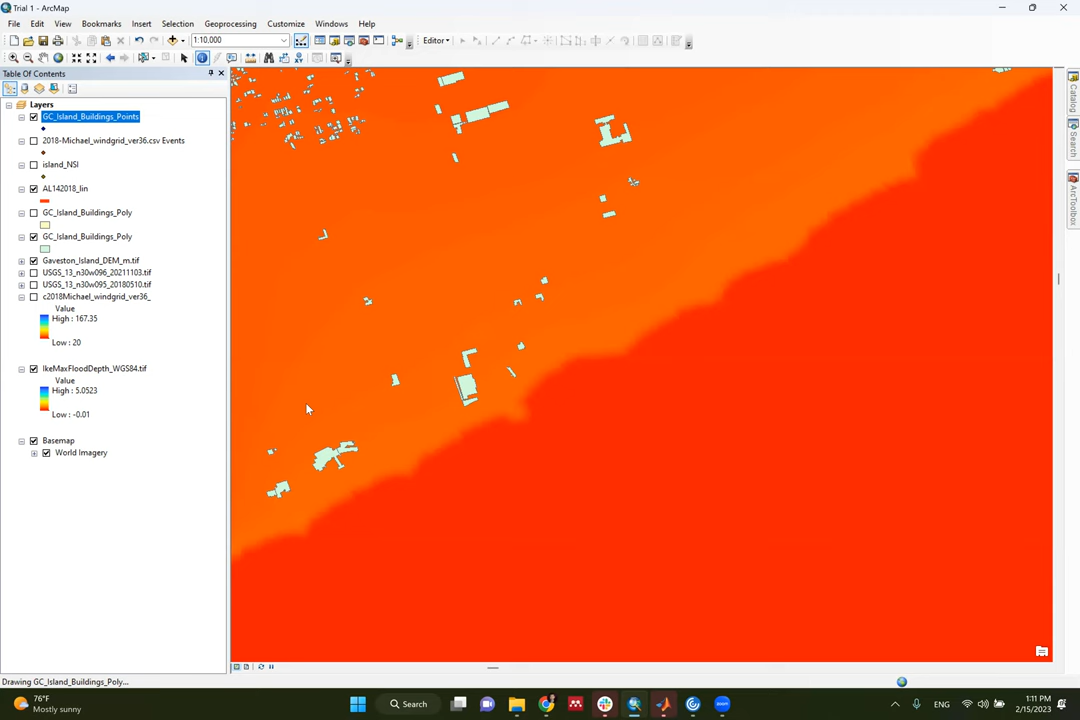 Trial 1 - ArcMap
File Edit View Bookmarks Insert Selection Geoprocessing Customize Windows Help
1:10,000
Editor
Table Of Contents
Layers
GC_Island_Buildings_Points
2018-Michael_windgrid_ver36.csv Events
island_NSI
AL142018_lin
GC_Island_Buildings_Poly
GC_Island_Buildings_Poly
Gaveston_Island_DEM_m.tif
USGS_13_n30w096_20211103.tif
USGS_13_n30w095_20180510.tif
c2018Michael_windgrid_ver36_
Value
High : 167.35
Low : 20
IkeMaxFloodDepth_WGS84.tif
Value
High : 5.0523
Low : -0.01
Basemap
World Imagery
Catalog
Search
ArcToolbox
Drawing GC_Island_Buildings_Poly...
76°F
Mostly sunny
Search
zoom
ENG
1:11 PM
2/15/2023